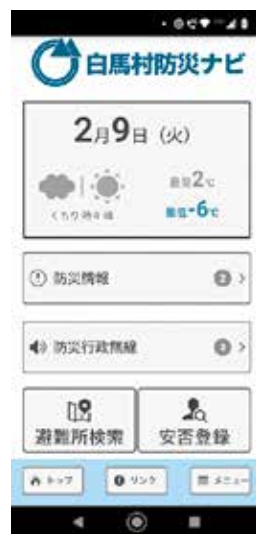 白馬村防災ナビ
2月9日（火）
最高2℃
くもり時々晴
最低-6℃
防災情報 2
防災行政無線
避難所検索 安否登録
トップ リンク メニュー